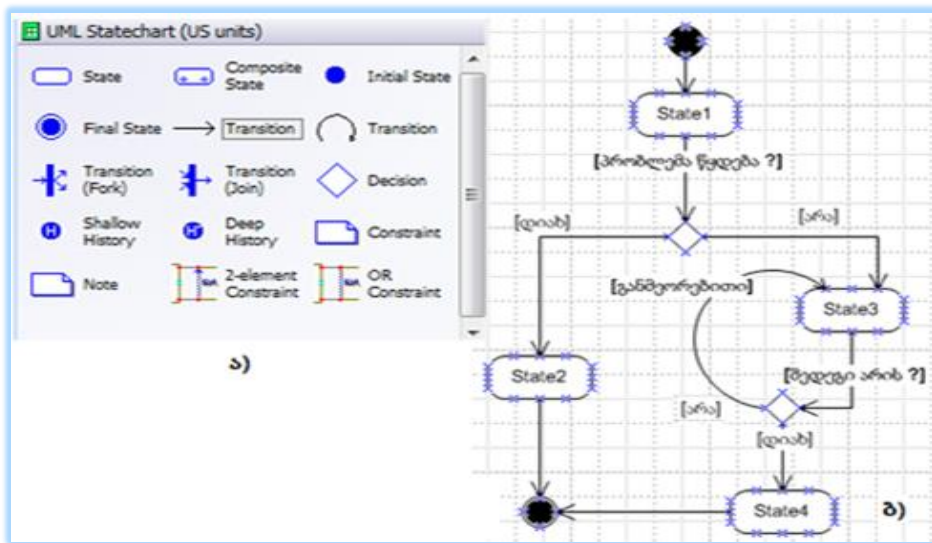 UML Statechart (US units)
State
Composite State
Initial State
Final State
Transition
Transition
Transition (Fork)
Transition (Join)
Decision
Shallow History
Deep History
Constraint
Note
2-element Constraint
OR Constraint
ა)
State1
[პრობლემა წყდება ?]
[დიახ]
[არა]
[განმეორებითი]
State3
State2
[შედეგი არის ?]
[არა]
[დიახ]
State4
ბ)